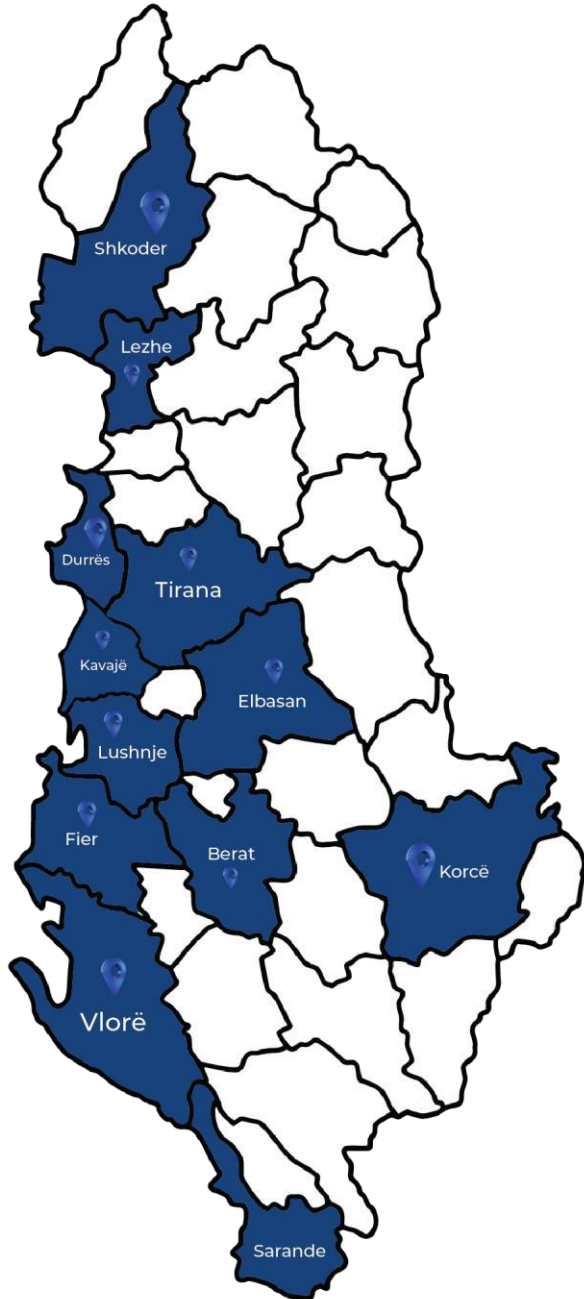 Shkoder
Lezhe
Durrës
Tirana
Kavajë
Elbasan
Lushnje
Fier
Berat
Korcë
Vlorë
Sarande